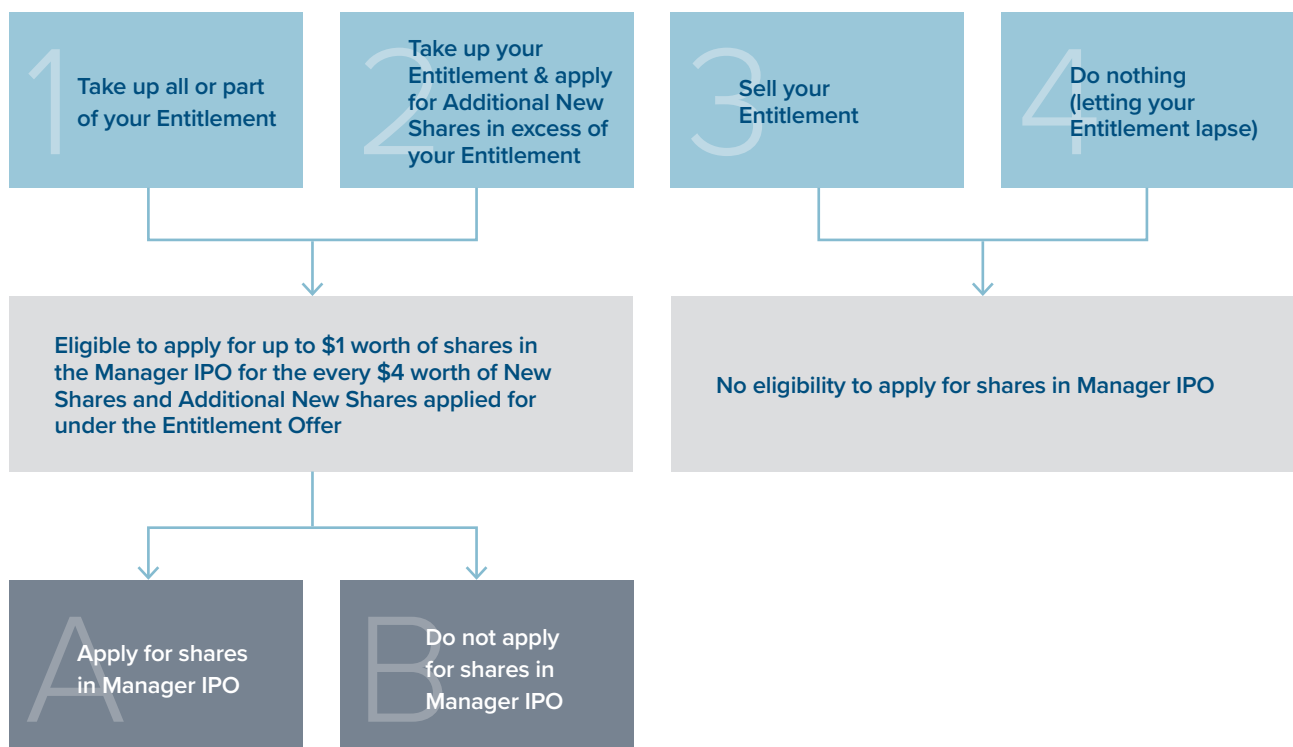 1
Take up all or part
of your Entitlement
2
Take up your
Entitlement & apply
for Additional New
Shares in excess of
your Entitlement
3
Sell your
Entitlement
4
Do nothing
(letting your
Entitlement lapse)
Eligible to apply for up to $1 worth of shares in
the Manager IPO for the every $4 worth of New
Shares and Additional New Shares applied for
under the Entitlement Offer
No eligibility to apply for shares in Manager IPO
A
Apply for shares
in Manager IPO
B
Do not apply
for shares in
Manager IPO